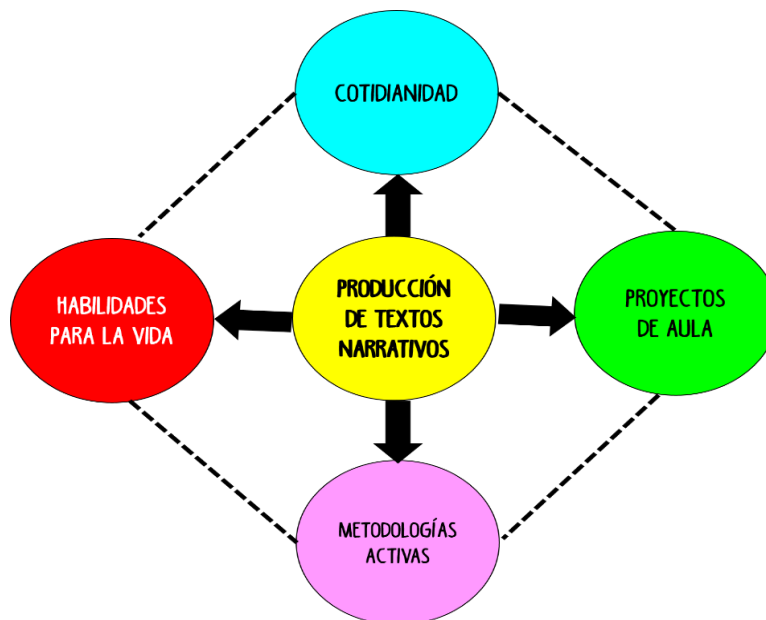 COTIDIANIDAD
HABILIDADES
PARA LA VIDA
PRODUCCIÓN
DE TEXTOS
NARRATIVOS
PROYECTOS
DE AULA
METODOLOGÍAS
ACTIVAS